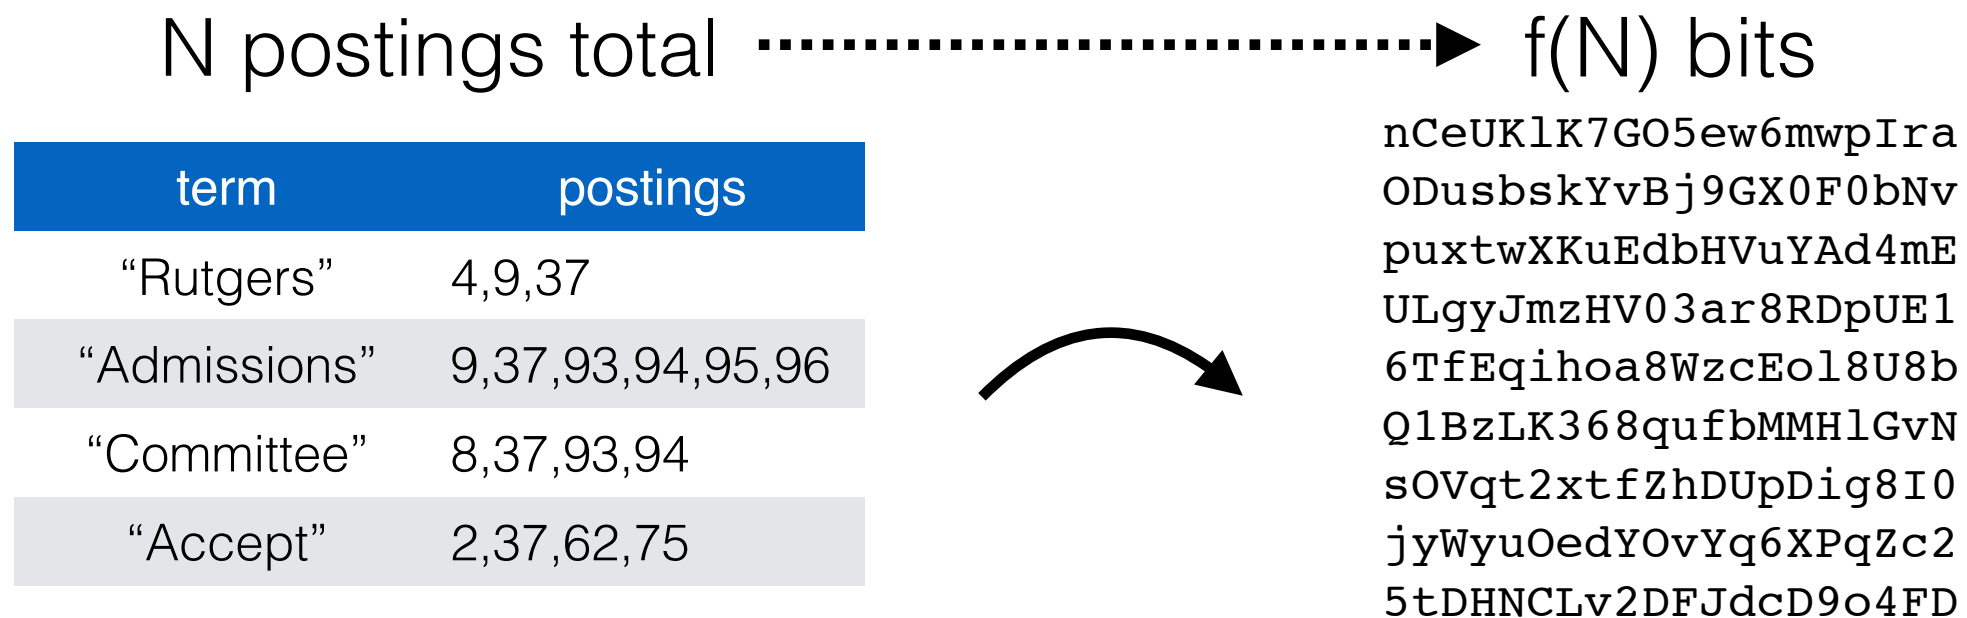 N postings total f(N) bits
term postings
“Rutgers” 4,9,37
“Admissions” 9,37,93,94,95,96
“Committee” 8,37,93,94
“Accept” 2,37,62,75
nCeUKlK7GO5ew6mwpIra
ODusbskYvBj9GX0F0bNv
puxtwXKuEdbHVuYAd4mE
ULgyJmzHV03ar8RDpUE1
6TfEqihoa8WzcEol8U8b
Q1BzLK368qufbMMHlGvN
sOVqt2xtfZhDUpDig8I0
jyWyuOedYOvYq6XPqZc2
5tDHNCLv2DFJdcD9o4FD